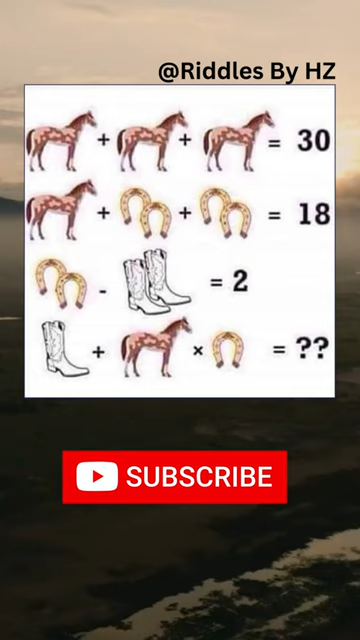 @Riddles By HZ
+ + = 30
+ + = 18
- = 2
+ × = ??
SUBSCRIBE